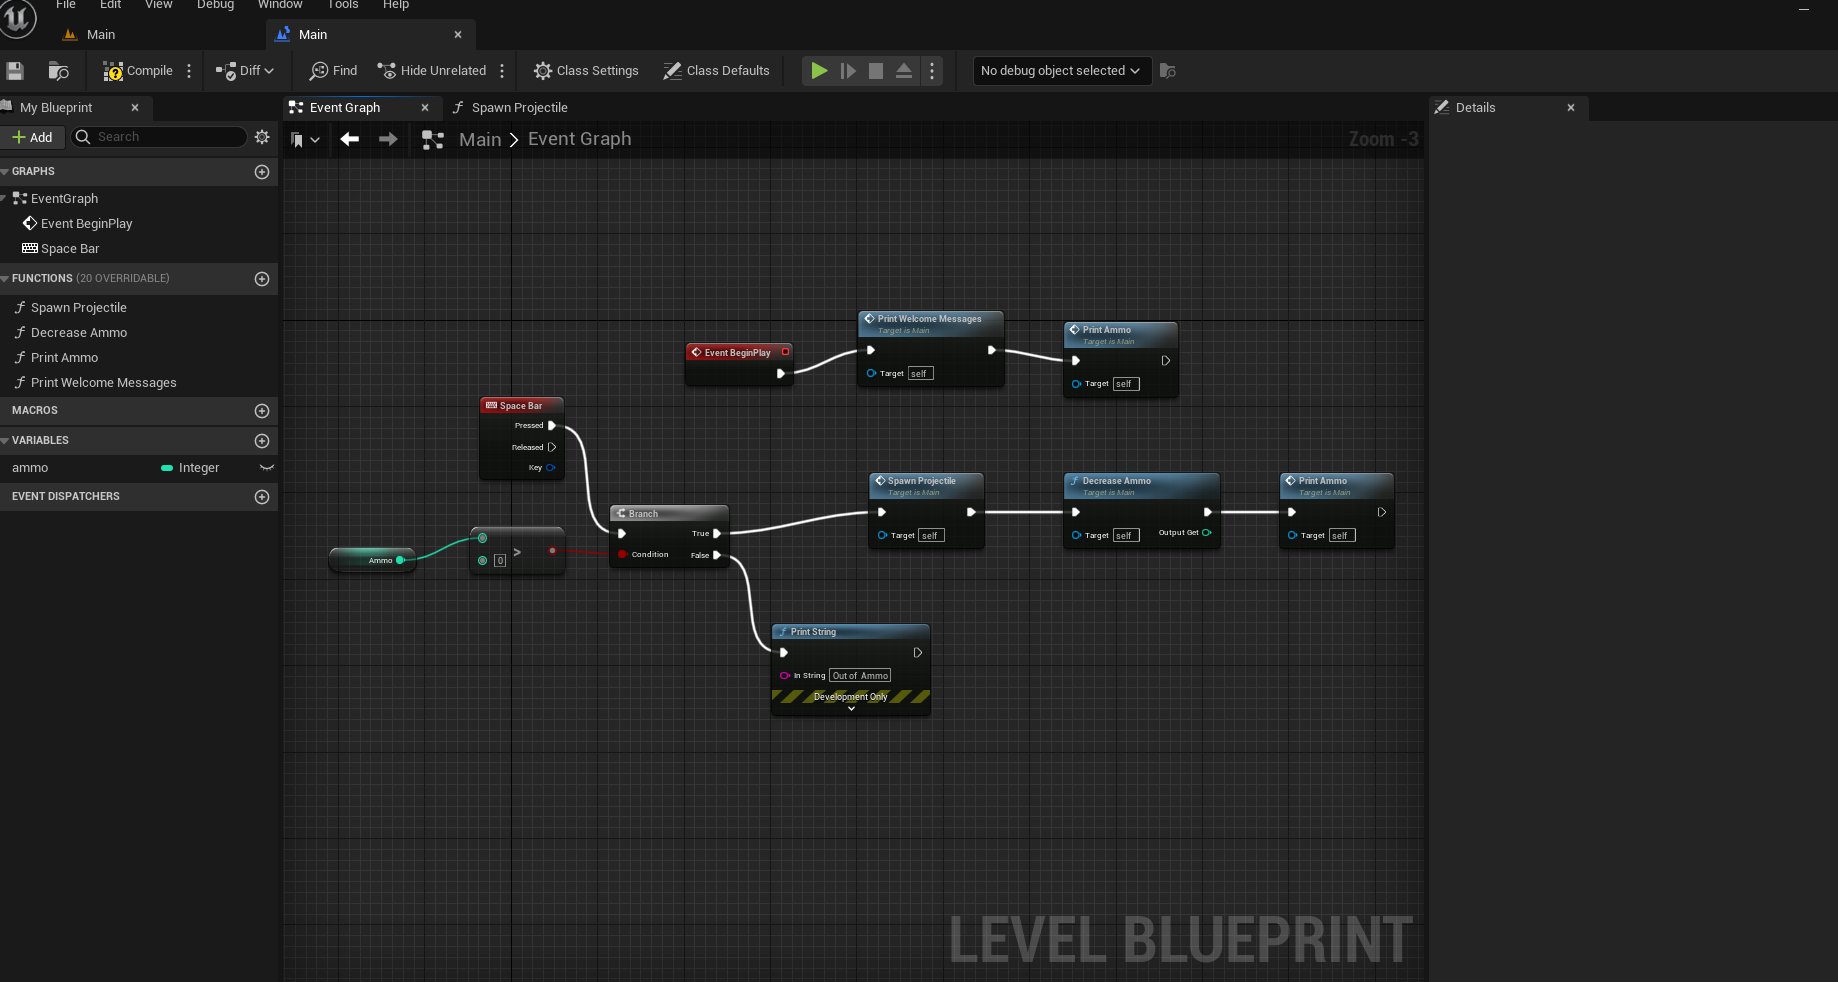 File Edit View Debug Window Tools Help
Main
Main
Compile
Diff
Find
Hide Unrelated
Class Settings
Class Defaults
No debug object selected
My Blueprint
Add
Search
GRAPHS
EventGraph
Event BeginPlay
Space Bar
FUNCTIONS (20 OVERRIDABLE)
Spawn Projectile
Decrease Ammo
Print Ammo
Print Welcome Messages
MACROS
VARIABLES
ammo Integer
EVENT DISPATCHERS
Event Graph
Spawn Projectile
Main > Event Graph
Zoom -3
Event BeginPlay
Print Welcome Messages
Target is Main
Target self
Print Ammo
Target is Main
Target self
Space Bar
Pressed
Released
Key
Ammo
0
>
Branch
True
Condition
False
Spawn Projectile
Target is Main
Target self
Decrease Ammo
Target is Main
Target self
Output Get
Print Ammo
Target is Main
Target self
Print String
In String Out of Ammo
Development Only
LEVEL BLUEPRINT
Details